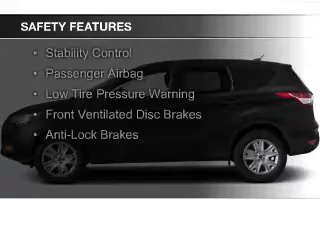 SAFETY FEATURES
• Stability Control
• Passenger Airbag
• Low Tire Pressure Warning
• Front Ventilated Disc Brakes
• Anti-Lock Brakes